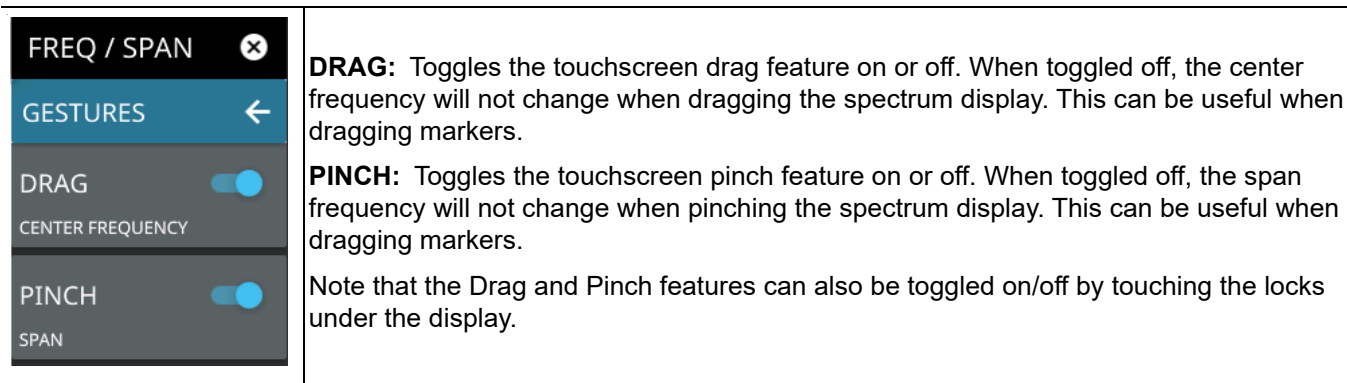 FREQ / SPAN
GESTURES
DRAG
CENTER FREQUENCY
PINCH
SPAN
DRAG: Toggles the touchscreen drag feature on or off. When toggled off, the center
frequency will not change when dragging the spectrum display. This can be useful when
dragging markers.
PINCH: Toggles the touchscreen pinch feature on or off. When toggled off, the span
frequency will not change when pinching the spectrum display. This can be useful when
dragging markers.
Note that the Drag and Pinch features can also be toggled on/off by touching the locks
under the display.